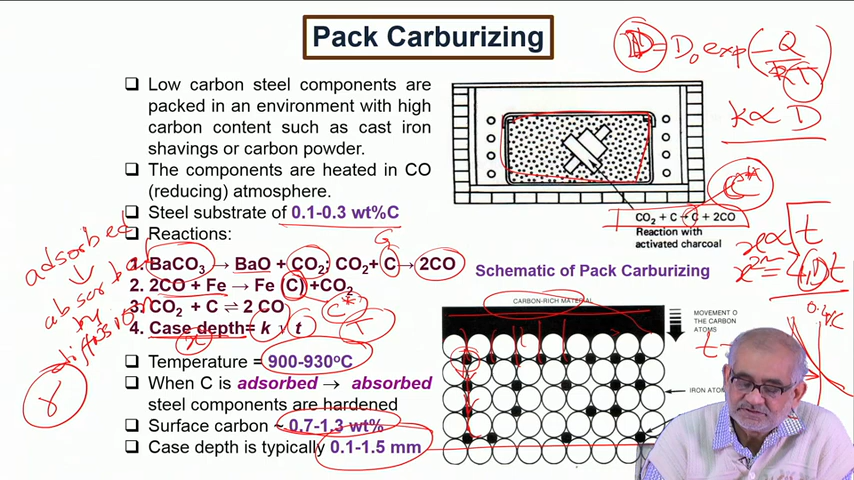 Pack Carburizing
❑ Low carbon steel components are
packed in an environment with high
carbon content such as cast iron
shavings or carbon powder.
❑ The components are heated in CO
(reducing) atmosphere.
❑ Steel substrate of 0.1-0.3 wt%C
❑ Reactions:
1. BaCO₃ → BaO + CO₂; CO₂+ C → 2CO
2. 2CO + Fe → Fe (C) +CO₂
3. CO₂ + C ⇌ 2 CO
4. Case depth= k √t
❑ Temperature = 900-930°C
❑ When C is adsorbed → absorbed
steel components are hardened
❑ Surface carbon ~ 0.7-1.3 wt%
❑ Case depth is typically 0.1-1.5 mm
adsorbed
↓
absorbed
by
diffusion
γ
D = D₀ exp(-Q/RT)
k ∝ D
CO₂ + C → C + 2CO
Reaction with
activated charcoal
x ∝ √t
x² = 4Dt
Schematic of Pack Carburizing
CARBON-RICH MATERIAL
MOVEMENT O
THE CARBON
ATOMS
IRON ATO